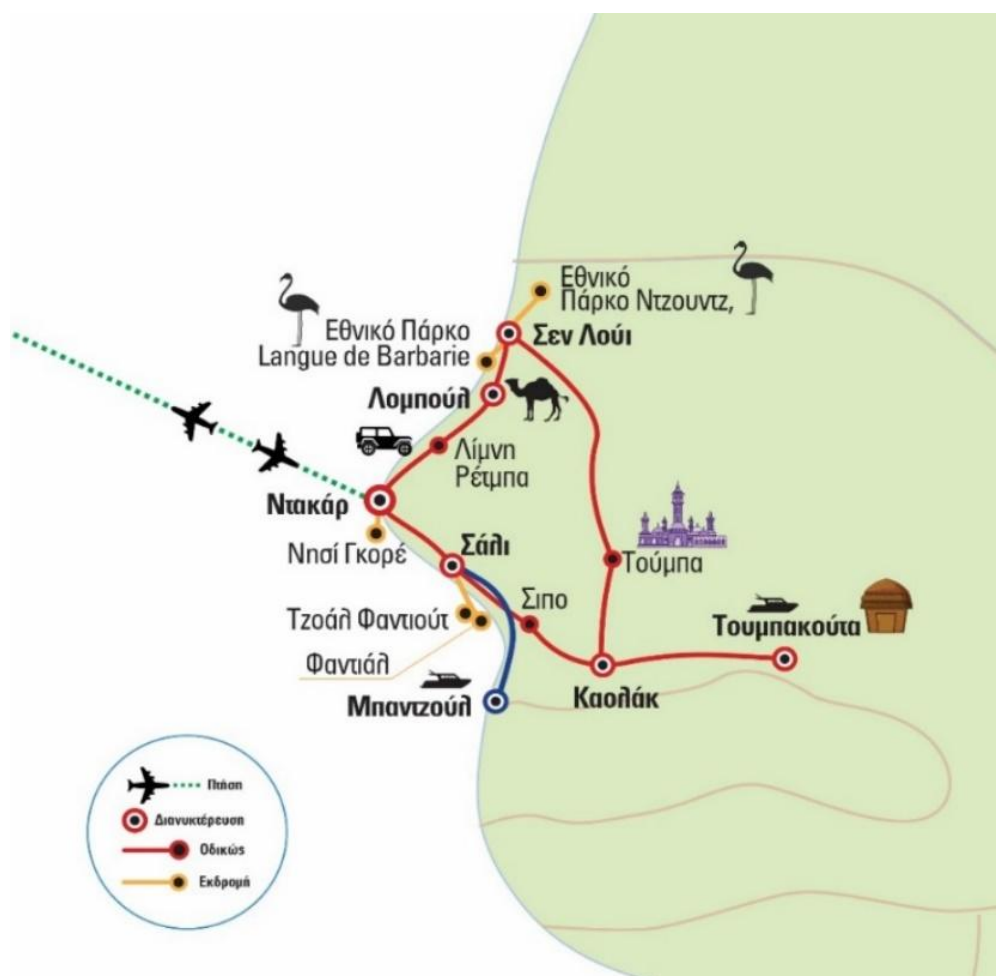 Εθνικό
Πάρκο Ντζουντζ,
Σεν Λούι
Εθνικό Πάρκο
Langue de Barbarie
Λομπούλ
Λίμνη
Ρέτμπα
Ντακάρ
Νησί Γκορέ
Σάλι
Τούμπα
Σιπο
Τζοάλ Φαντιούτ
Τουμπακούτα
Φαντιάλ
Καολάκ
Μπαντζούλ
Πτήση
Διανυκτέρευση
Οδικώς
Εκδρομή